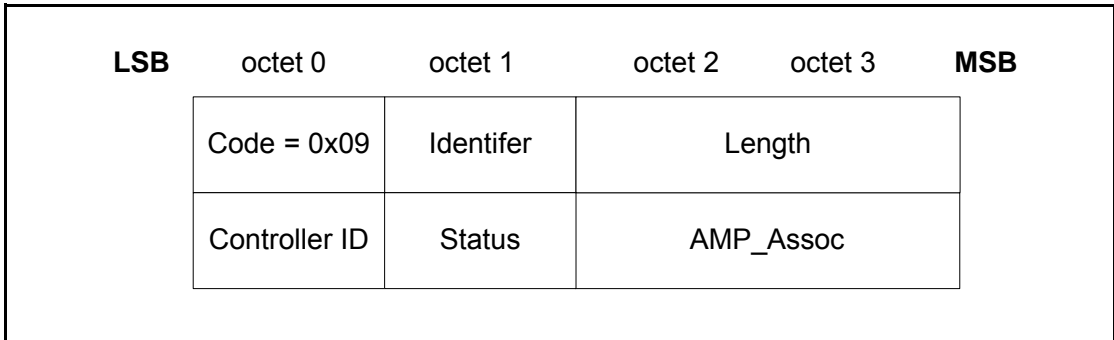 LSB octet 0 octet 1 octet 2 octet 3 MSB
Code = 0x09 Identifer Length
Controller ID Status AMP_Assoc